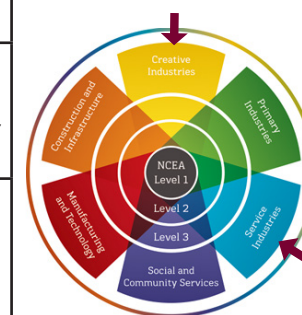 Creative
Industries
Primary
Industries
Service
Industries
Social and
Community Services
Manufacturing
and Technology
Construction and
Infrastructure
NCEA
Level 1
Level 2
Level 3